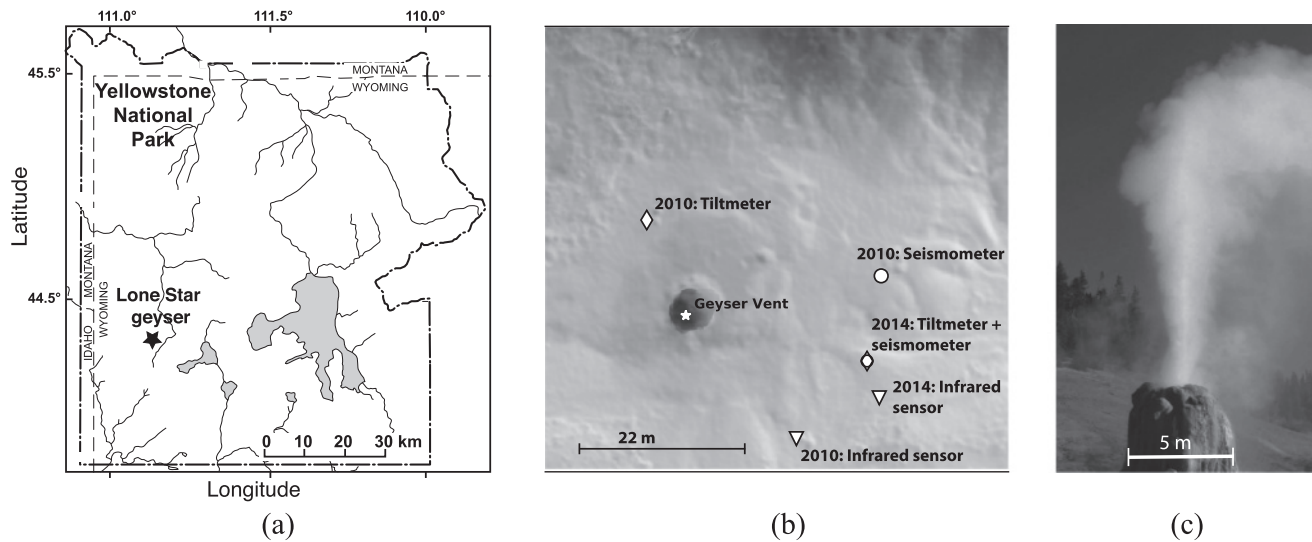 111.0°
111.5°
110.0°
45.5°
44.5°
Latitude
Longitude
MONTANA
WYOMING
Yellowstone
National
Park
IDAHO
MONTANA
WYOMING
Lone Star
geyser
0 10 20 30 km
(a)
2010: Tiltmeter
2010: Seismometer
Geyser Vent
2014: Tiltmeter +
seismometer
2014: Infrared
sensor
22 m
2010: Infrared sensor
(b)
5 m
(c)